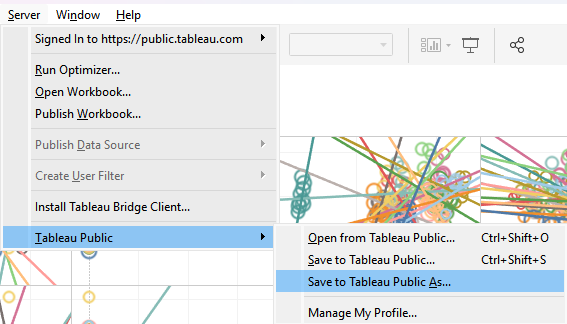 Server Window Help
Signed In to https://public.tableau.com
Run Optimizer...
Open Workbook...
Publish Workbook...
Publish Data Source
Create User Filter
Install Tableau Bridge Client...
Tableau Public
Open from Tableau Public... Ctrl+Shift+O
Save to Tableau Public... Ctrl+Shift+S
Save to Tableau Public As...
Manage My Profile...